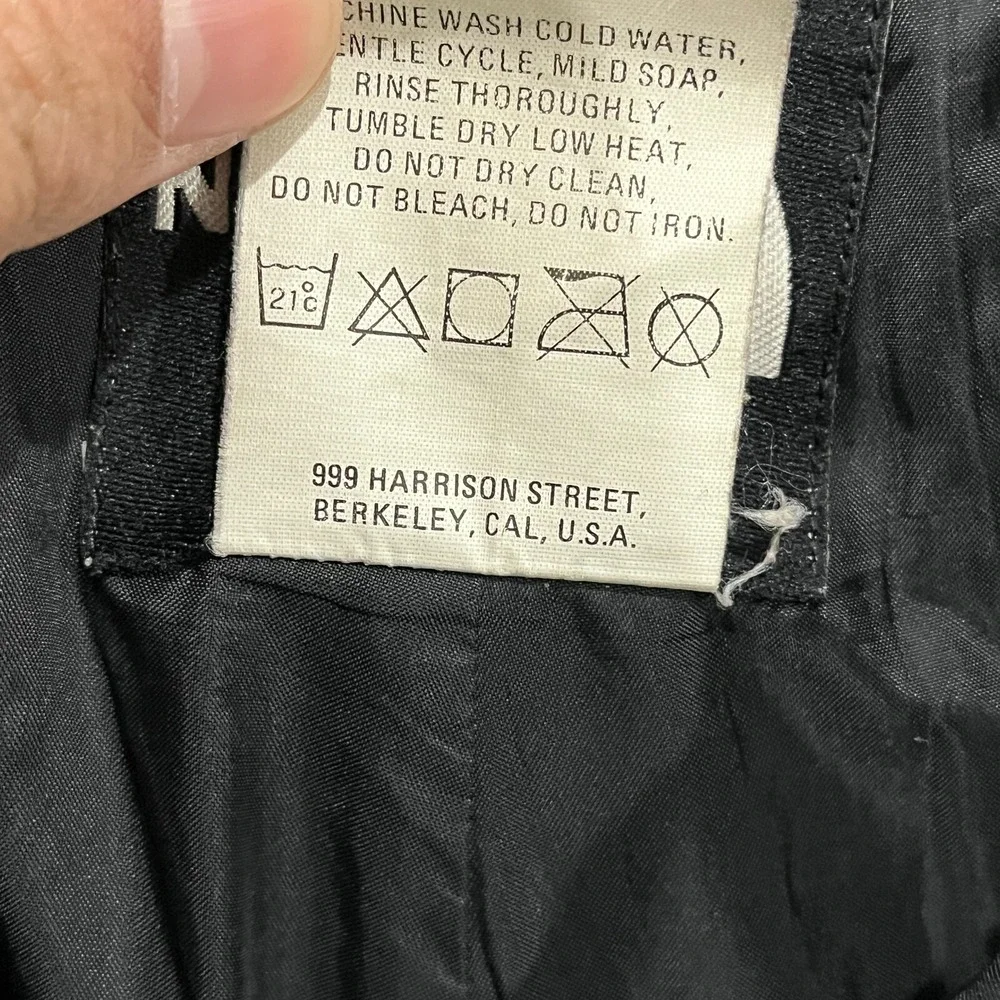 CHINE WASH COLD WATER,
ENTLE CYCLE, MILD SOAP,
RINSE THOROUGHLY,
TUMBLE DRY LOW HEAT,
DO NOT DRY CLEAN,
DO NOT BLEACH, DO NOT IRON.
21°C
999 HARRISON STREET,
BERKELEY, CAL, U.S.A.